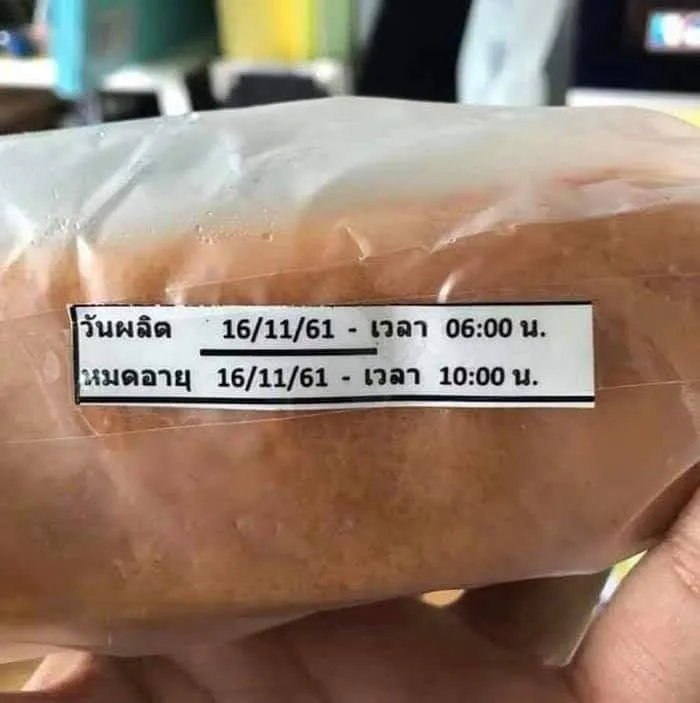 วันผลิต 16/11/61 - เวลา 06:00 น.
หมดอายุ 16/11/61 - เวลา 10:00 น.